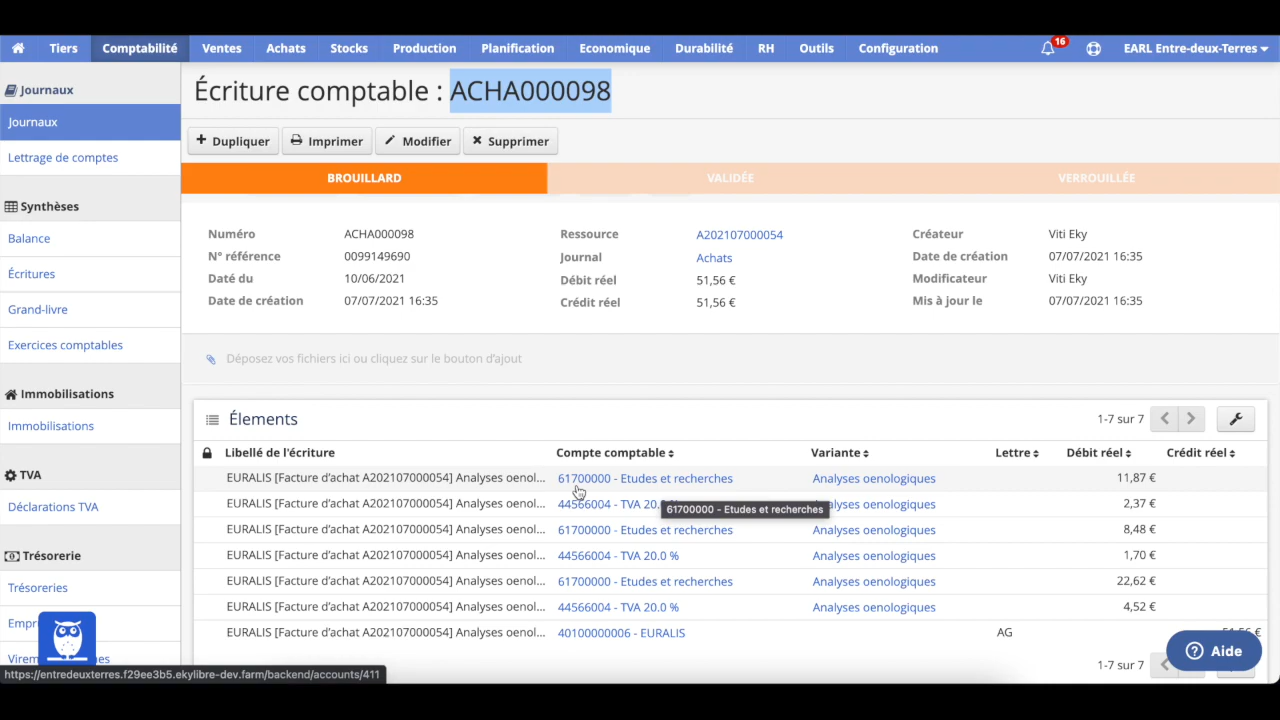 Tiers Comptabilité Ventes Achats Stocks Production Planification Economique Durabilité RH Outils Configuration 16 EARL Entre-deux-Terres
Journaux
Journaux
Lettrage de comptes
Synthèses
Balance
Écritures
Grand-livre
Exercices comptables
Immobilisations
Immobilisations
TVA
Déclarations TVA
Trésorerie
Trésoreries
Écriture comptable : ACHA000098
Dupliquer Imprimer Modifier Supprimer
BROUILLARD VALIDÉE VERROUILLÉE
Numéro ACHA000098 Ressource A202107000054 Créateur Viti Eky
N° référence 0099149690 Journal Achats Date de création 07/07/2021 16:35
Daté du 10/06/2021 Débit réel 51,56 € Modificateur Viti Eky
Date de création 07/07/2021 16:35 Crédit réel 51,56 € Mis à jour le 07/07/2021 16:35
Déposez vos fichiers ici ou cliquez sur le bouton d'ajout
Élements 1-7 sur 7
Libellé de l'écriture Compte comptable Variante Lettre Débit réel Crédit réel
EURALIS [Facture d'achat A202107000054] Analyses oenol... 61700000 - Etudes et recherches Analyses oenologiques 11,87 €
EURALIS [Facture d'achat A202107000054] Analyses oenol... 44566004 - TVA 20.0 % Analyses oenologiques 2,37 €
61700000 - Etudes et recherches
EURALIS [Facture d'achat A202107000054] Analyses oenol... 61700000 - Etudes et recherches Analyses oenologiques 8,48 €
EURALIS [Facture d'achat A202107000054] Analyses oenol... 44566004 - TVA 20.0 % Analyses oenologiques 1,70 €
EURALIS [Facture d'achat A202107000054] Analyses oenol... 61700000 - Etudes et recherches Analyses oenologiques 22,62 €
EURALIS [Facture d'achat A202107000054] Analyses oenol... 44566004 - TVA 20.0 % Analyses oenologiques 4,52 €
EURALIS [Facture d'achat A202107000054] Analyses oenol... 40100000006 - EURALIS AG 51,56 €
1-7 sur 7
Aide
https://entredeuxterres.f29ee3b5.ekylibre-dev.farm/backend/accounts/411